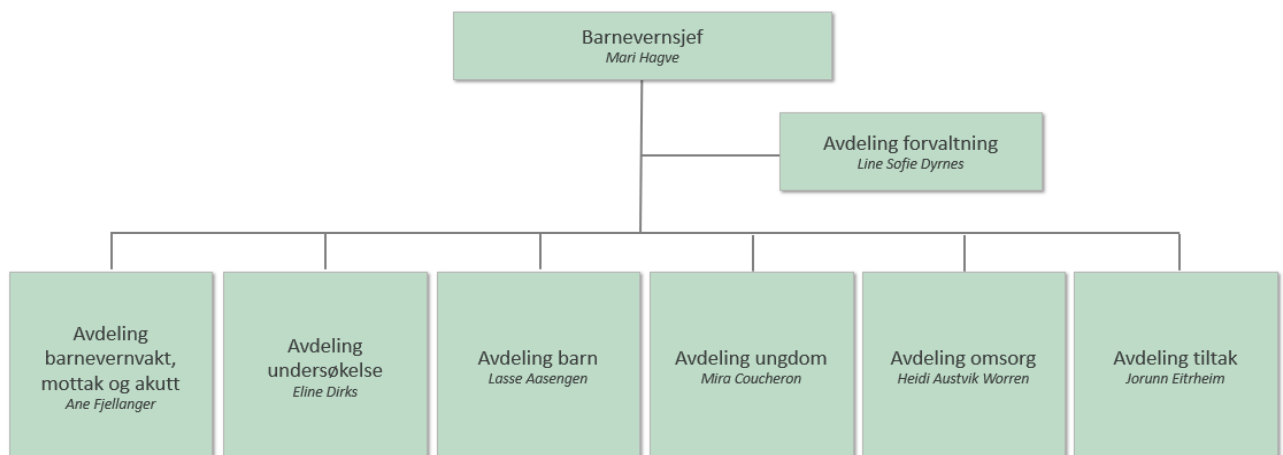 Barnevernsjef
Mari Hagve
Avdeling forvaltning
Line Sofie Dyrnes
Avdeling
barnevernvakt,
mottak og akutt
Ane Fjellanger
Avdeling
undersøkelse
Eline Dirks
Avdeling barn
Lasse Aasengen
Avdeling ungdom
Mira Coucheron
Avdeling omsorg
Heidi Austvik Worren
Avdeling tiltak
Jorunn Eitrheim